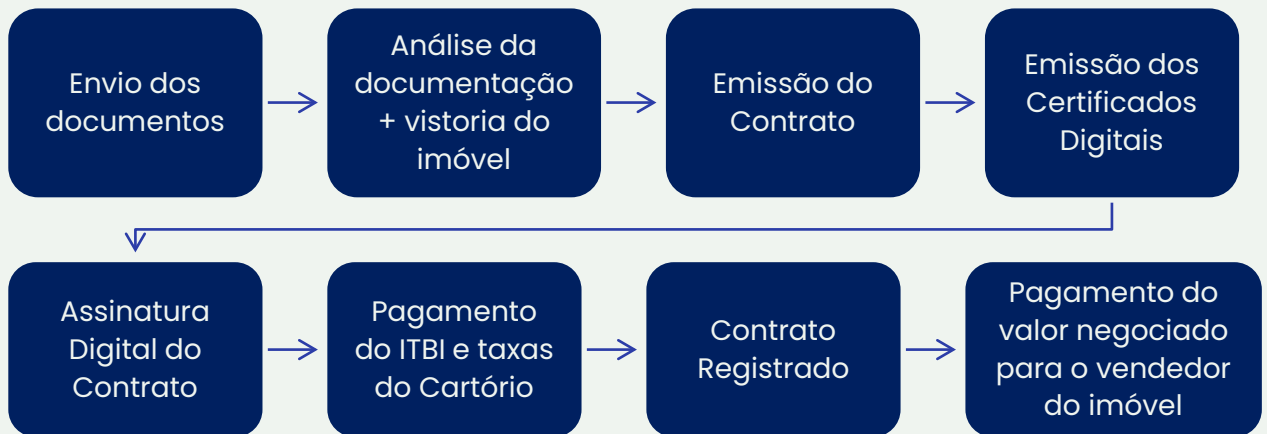 Envio dos
documentos
Análise da
documentação
+ vistoria do
imóvel
Emissão do
Contrato
Emissão dos
Certificados
Digitais
Assinatura
Digital do
Contrato
Pagamento
do ITBI e taxas
do Cartório
Contrato
Registrado
Pagamento do
valor negociado
para o vendedor
do imóvel